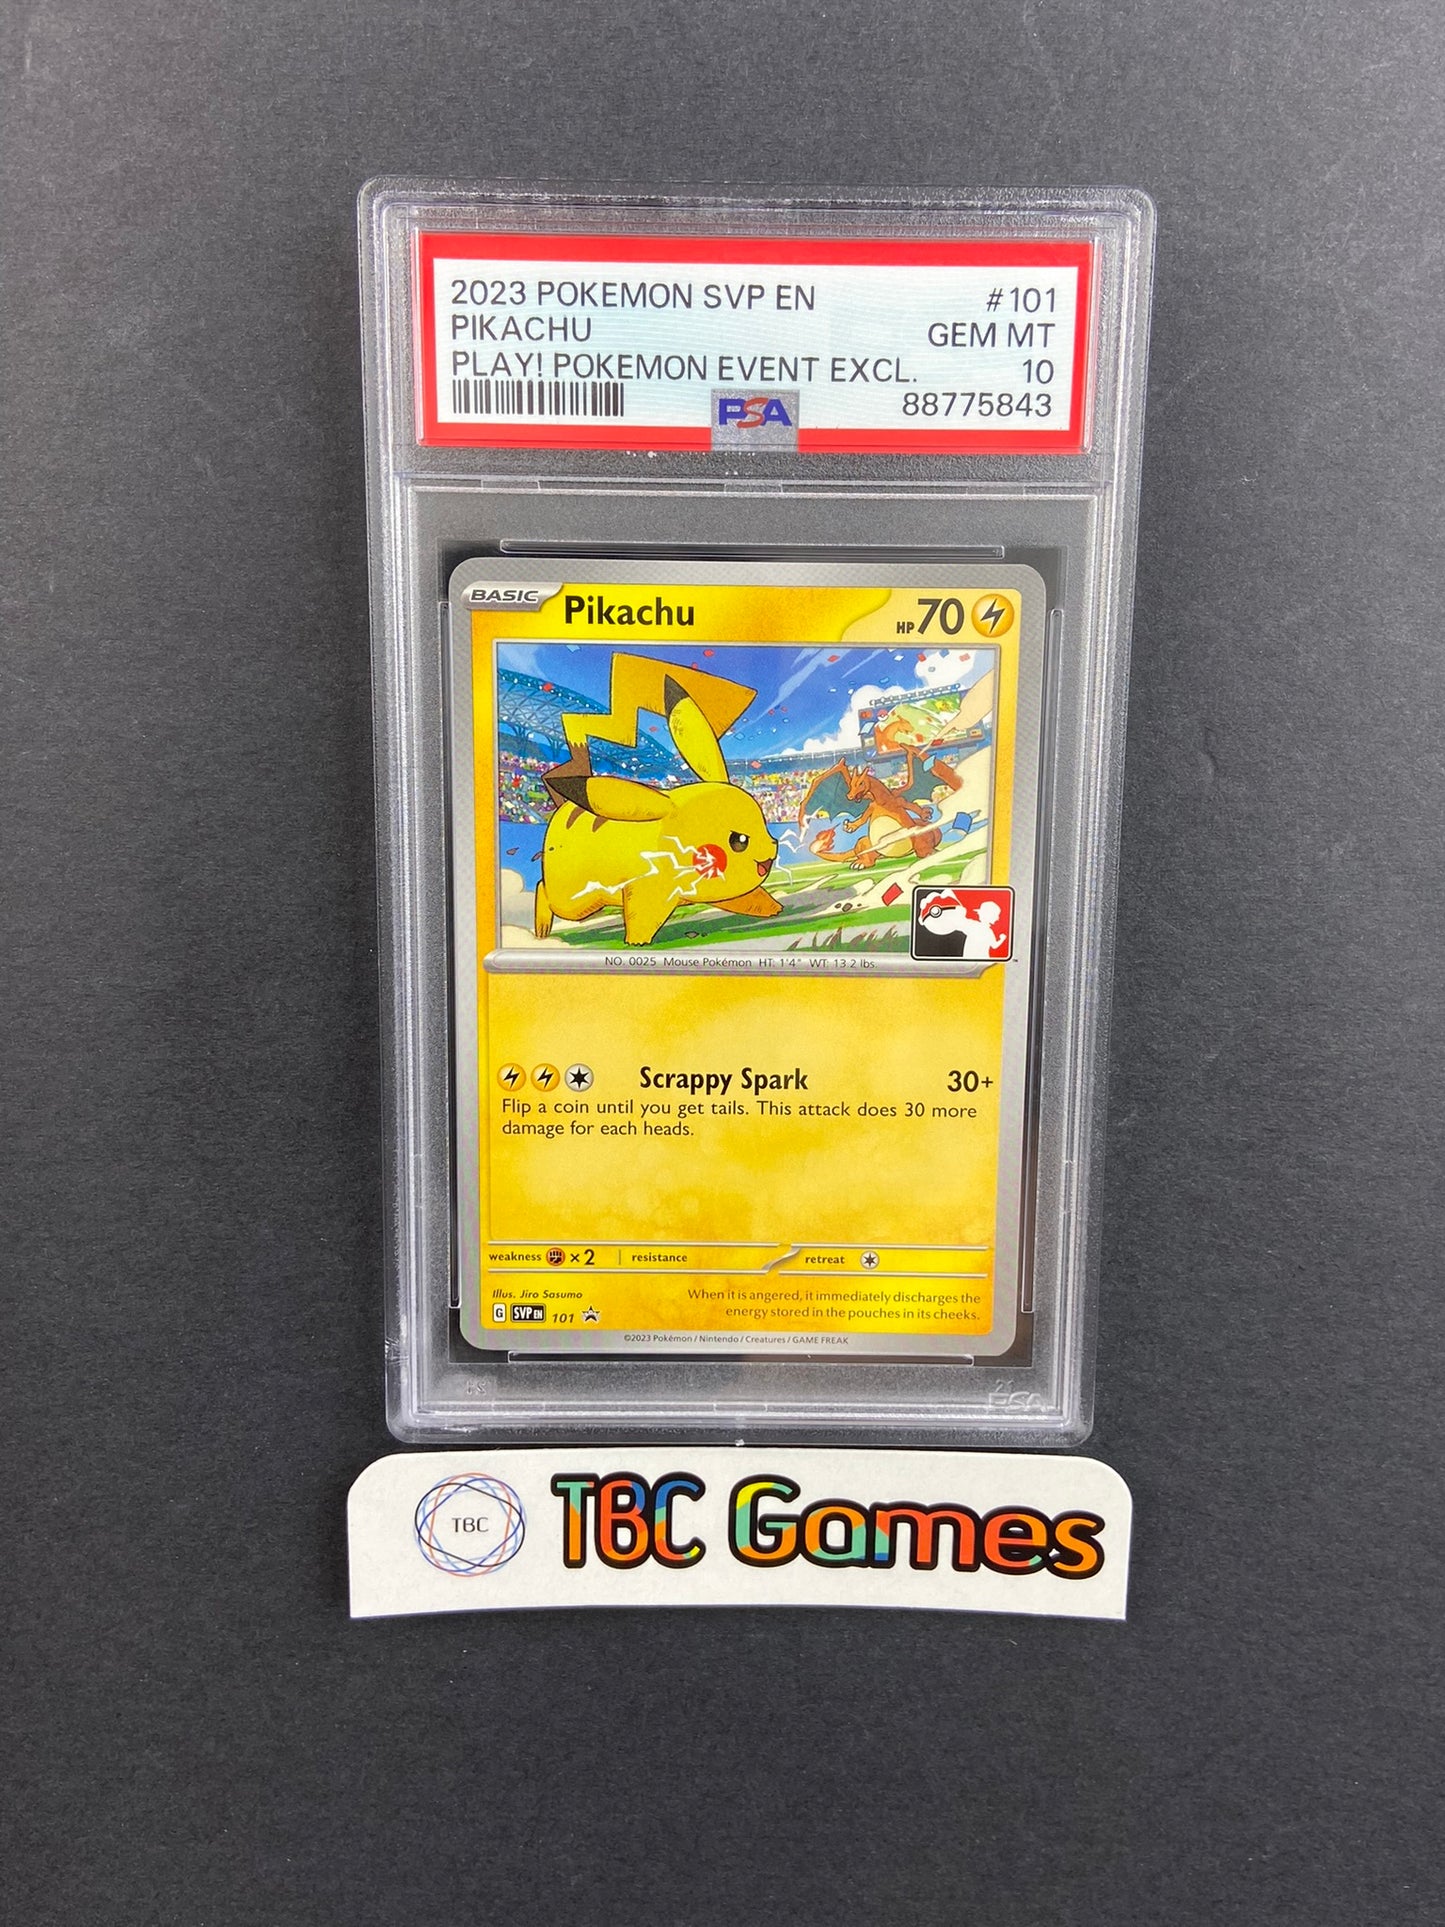 2023 POKEMON SVP EN #101
PIKACHU GEM MT
PLAY! POKEMON EVENT EXCL. 10
PSA 88775843
BASIC Pikachu HP 70
NO. 0025 Mouse Pokémon HT: 1'4" WT: 13.2 lbs.
Scrappy Spark 30+
Flip a coin until you get tails. This attack does 30 more
damage for each heads.
weakness ×2 resistance retreat
Illus. Jiro Sasumo
When it is angered, it immediately discharges the
energy stored in the pouches in its cheeks.
G SVP EN 101
©2023 Pokémon / Nintendo / Creatures / GAME FREAK
PSA
TBC TBC Games